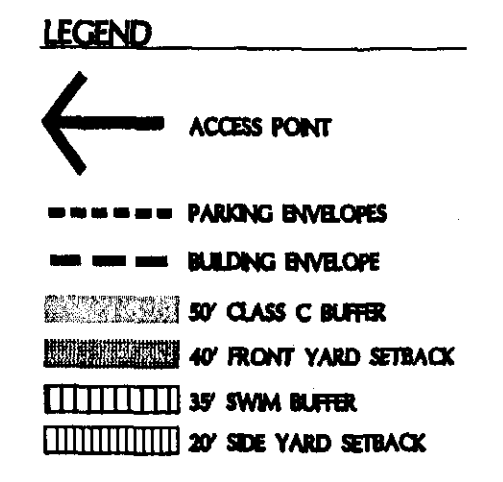 LEGEND
ACCESS POINT
PARKING ENVELOPES
BUILDING ENVELOPE
50' CLASS C BUFFER
40' FRONT YARD SETBACK
35' SWIM BUFFER
20' SIDE YARD SETBACK